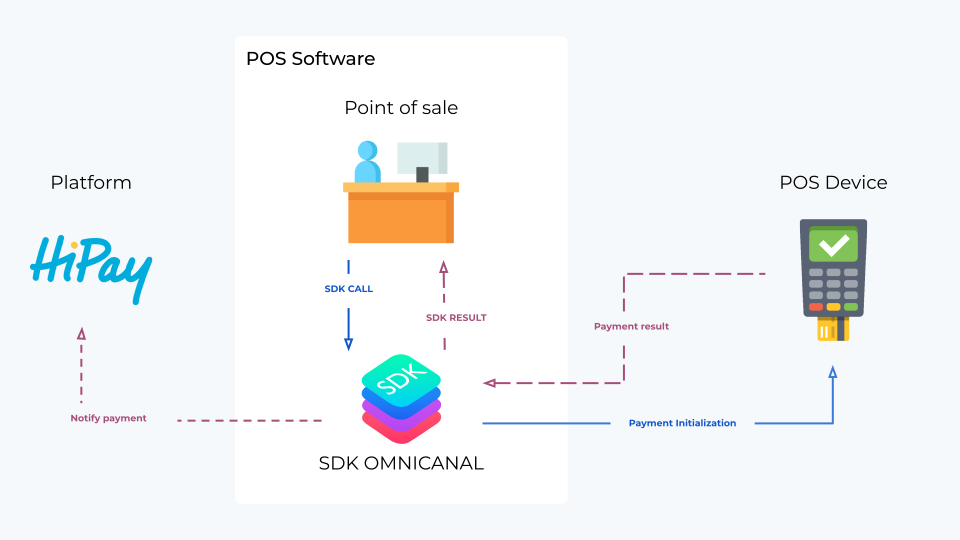 POS Software
Point of sale
Platform
POS Device
HiPay
SDK CALL
SDK RESULT
Payment result
SDK
Notify payment
Payment Initialization
SDK OMNICANAL